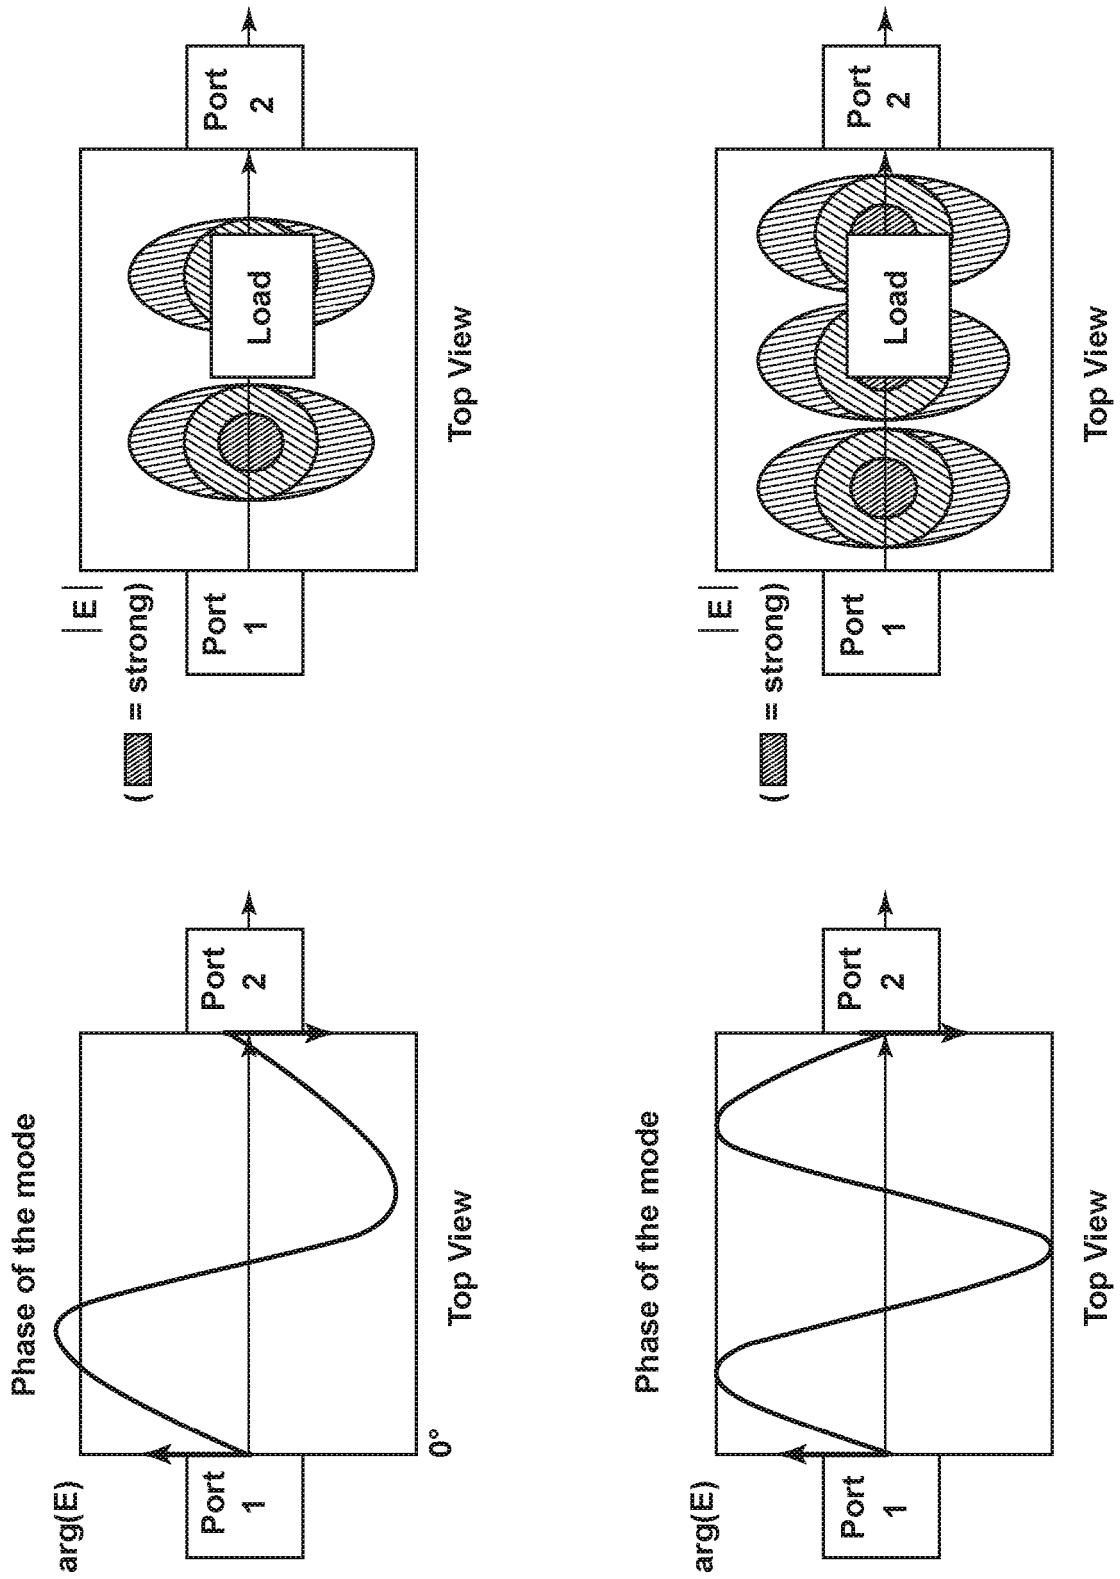 |E|
( = strong)
Port
1
Load
Port
2
Top View
|E|
( = strong)
Port
1
Load
Port
2
Top View
Phase of the mode
arg(E)
Port
1
Port
2
0°
Top View
Phase of the mode
arg(E)
Port
1
Port
2
Top View